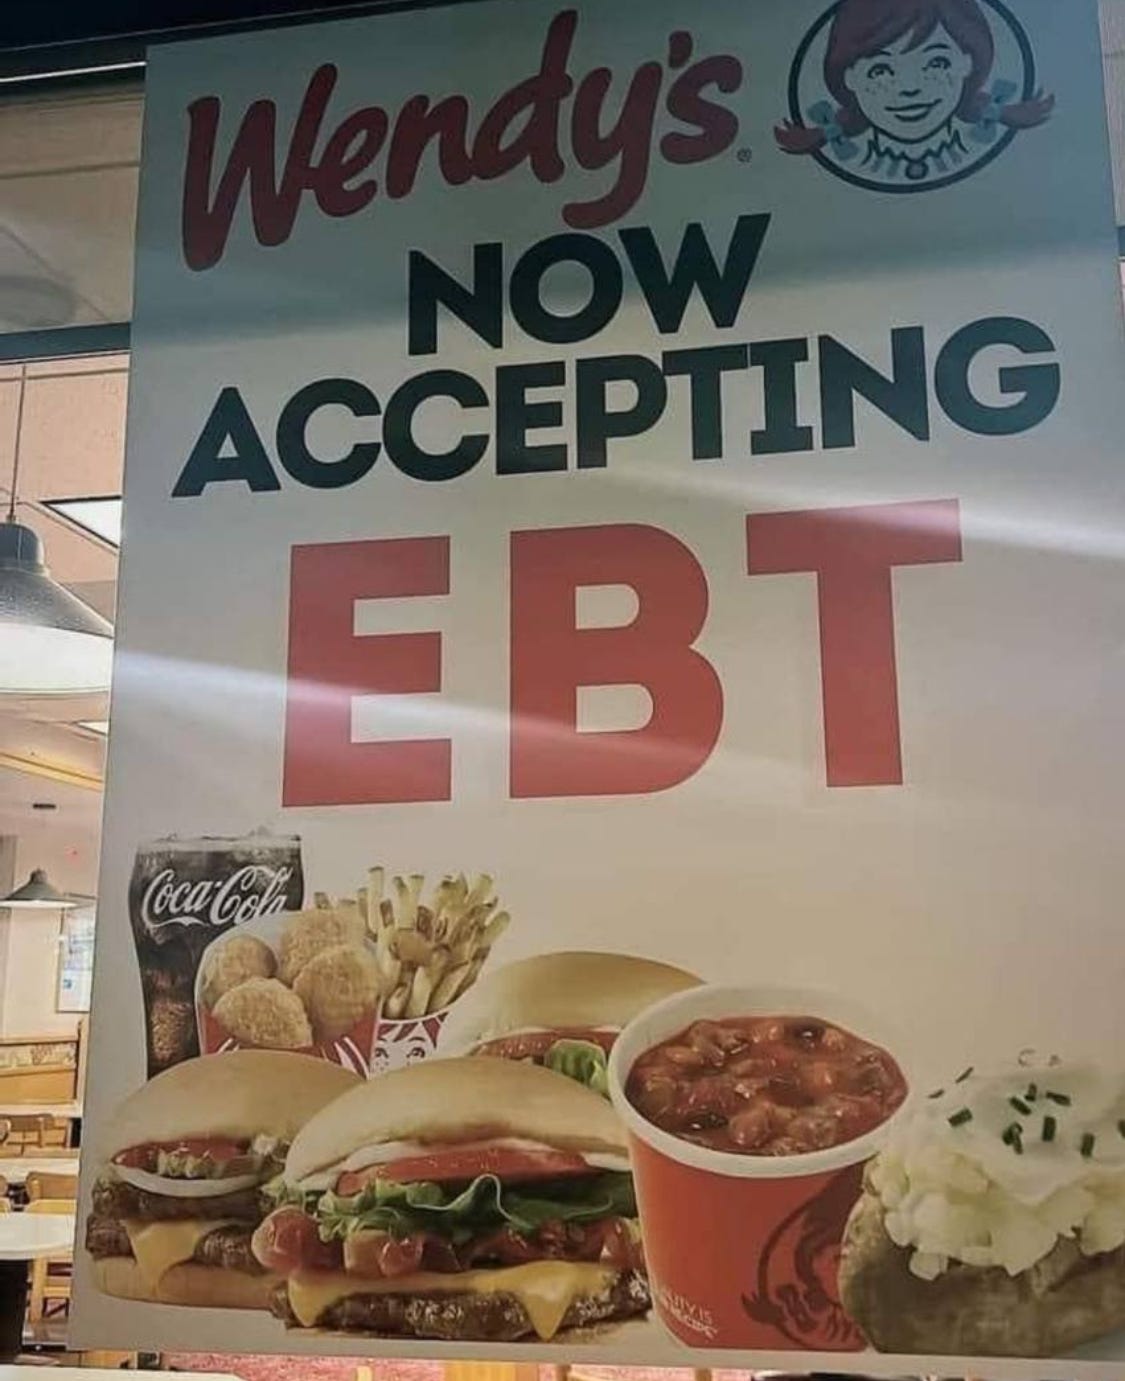 Wendy's®
NOW
ACCEPTING
EBT
Coca-Cola